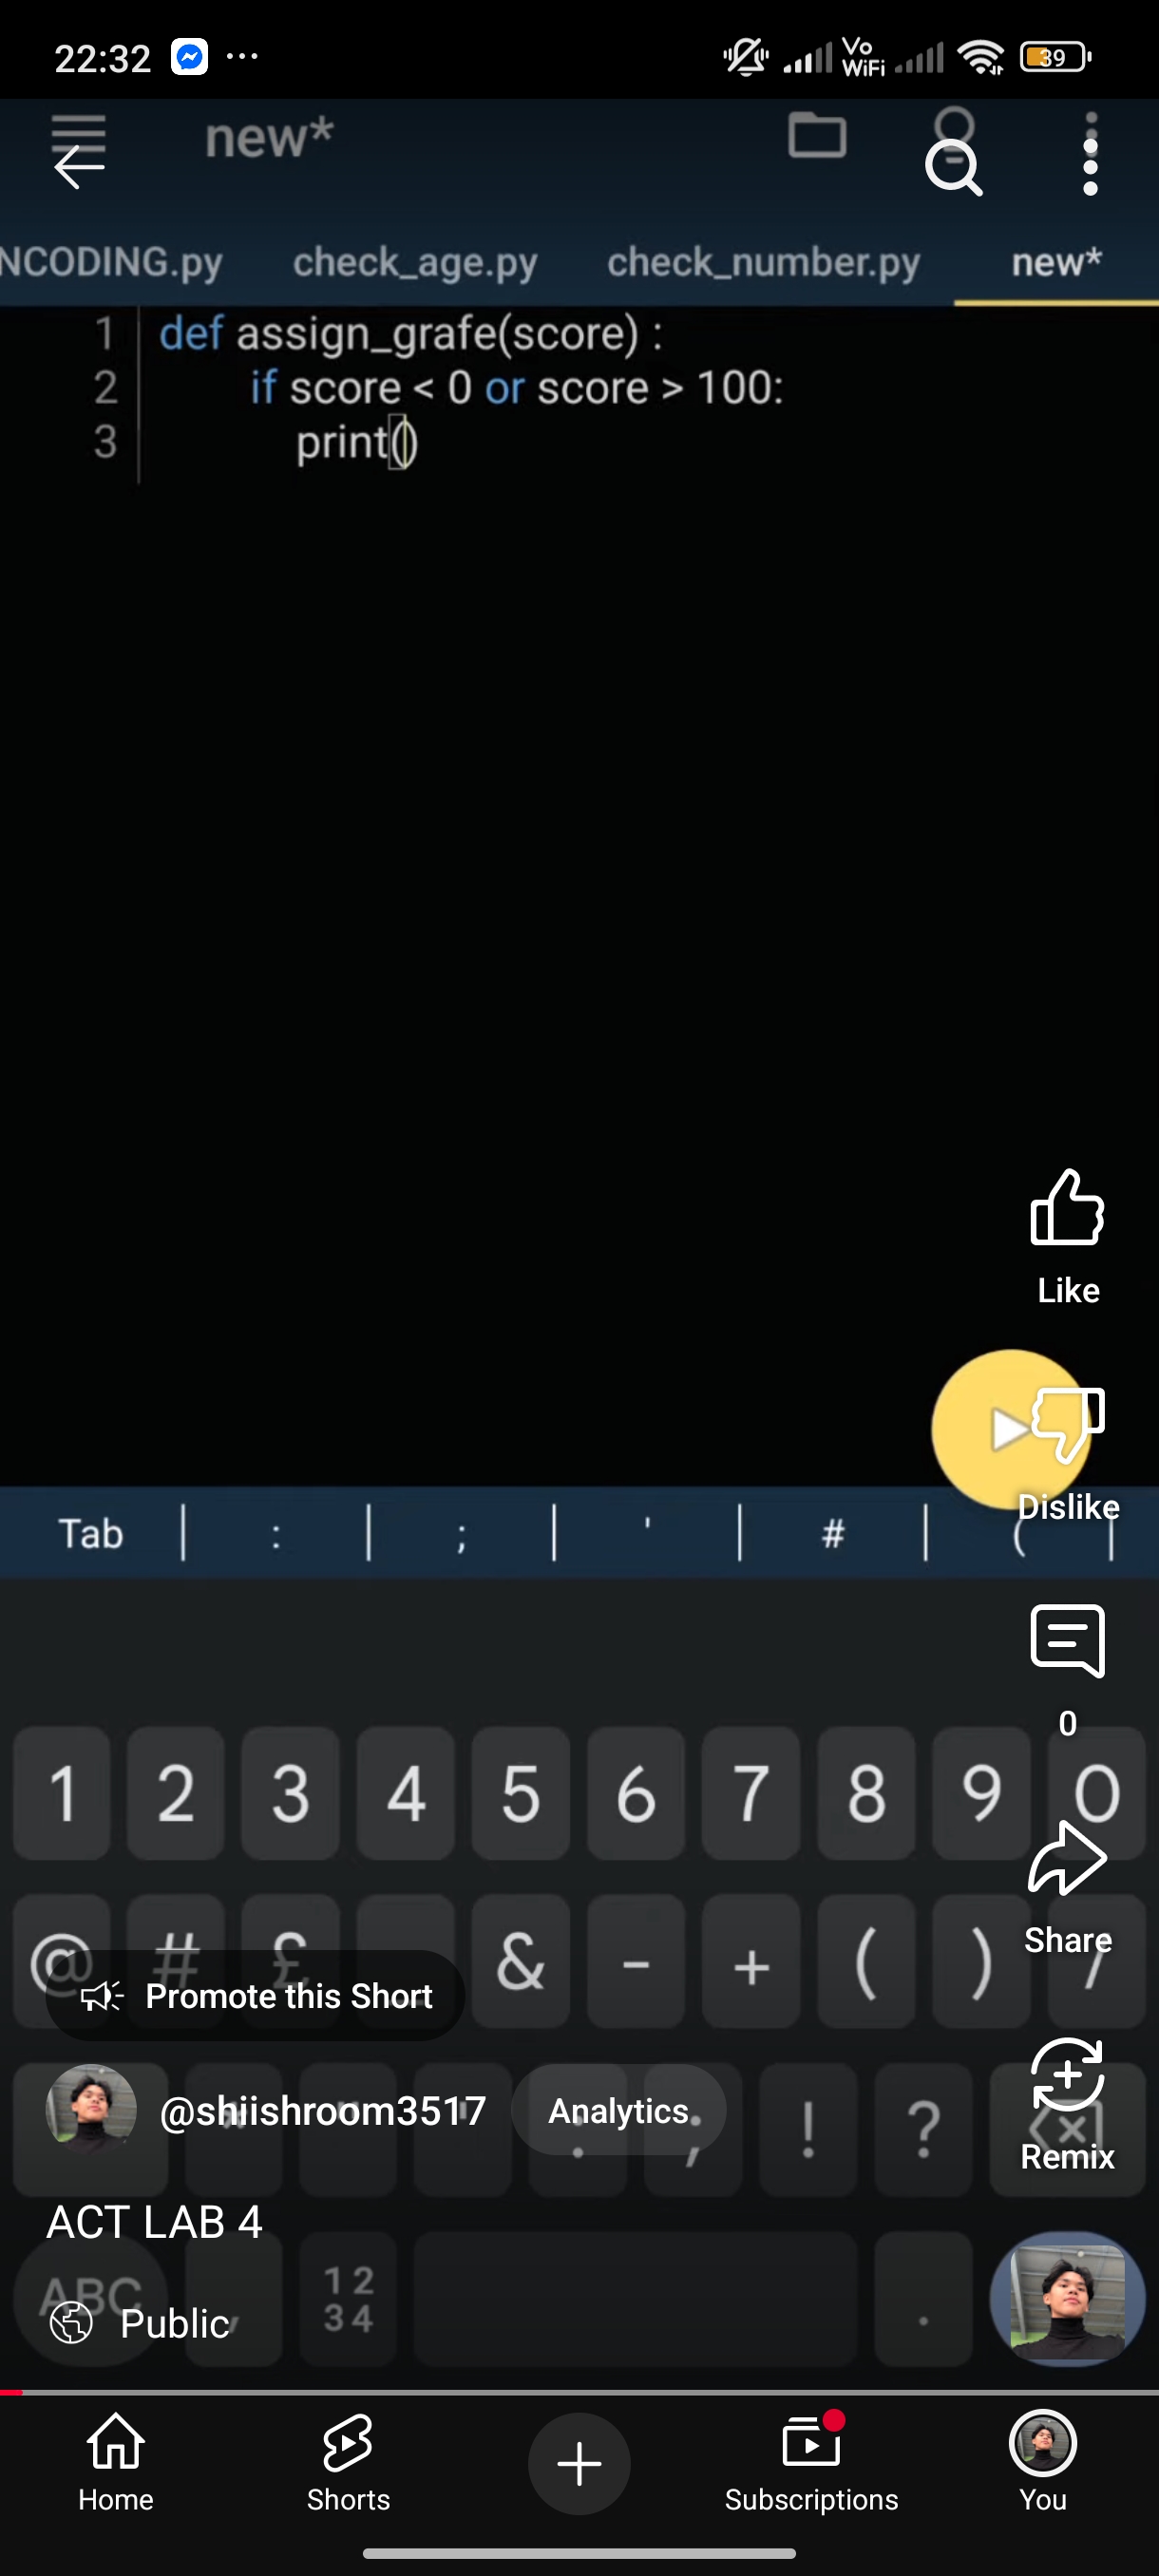 22:32
Vo
WiFi
39
new*
NCODING.py check_age.py check_number.py new*
1 def assign_grafe(score) :
2 if score < 0 or score > 100:
3 print()
Like
Dislike
Tab : ; ' # (
0
1 2 3 4 5 6 7 8 9 0
@ # £ _ & - + ( ) /
Share
Promote this Short
@shiishroom3517
Analytics
: ; ! ?
Remix
ACT LAB 4
ABC , 12 .
34
Public
Home Shorts Subscriptions You